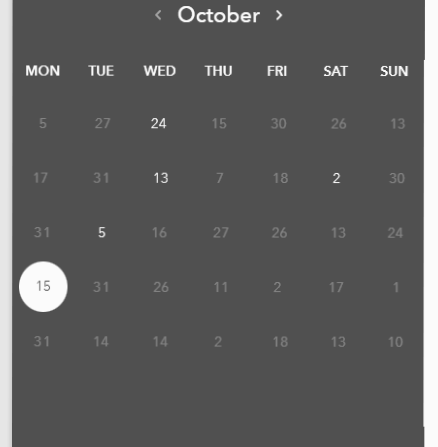 ‹ October ›
MON TUE WED THU FRI SAT SUN
5 27 24 15 30 26 13
17 31 13 7 18 2 30
31 5 16 27 26 13 24
15 31 26 11 2 17 1
31 14 14 2 18 13 10